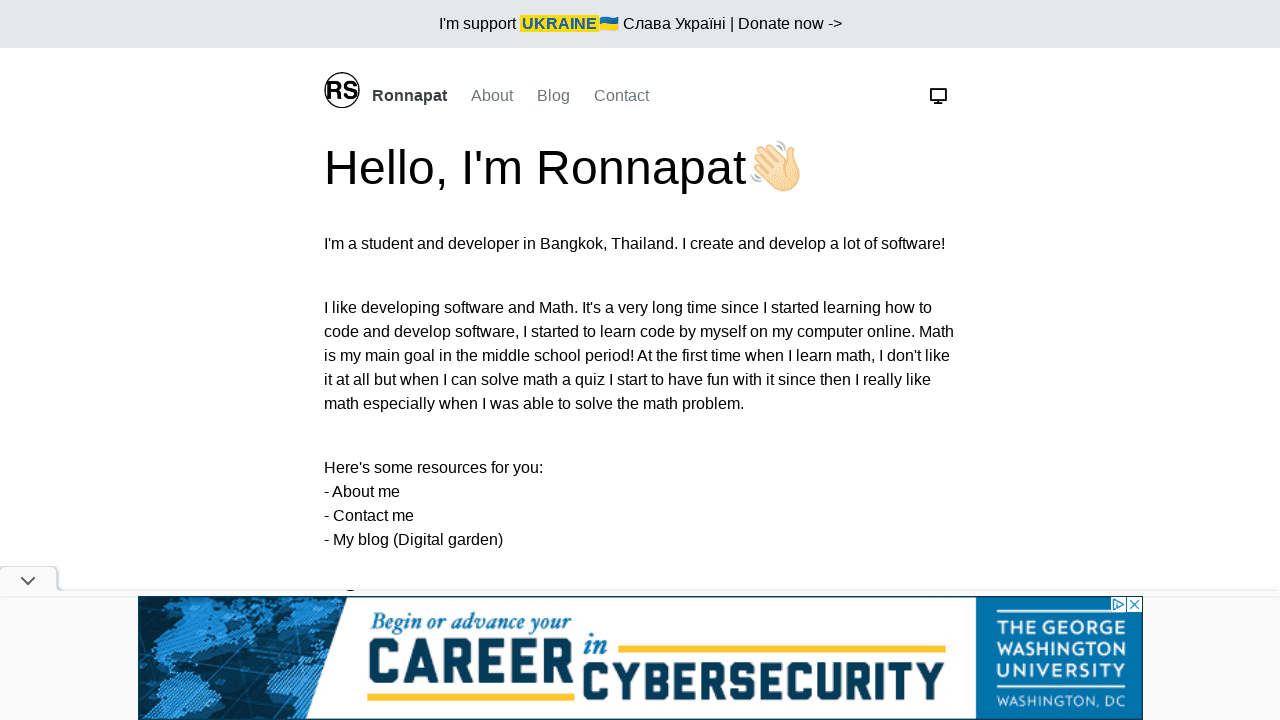 I'm support UKRAINE🇺🇦 Слава Україні | Donate now ->
RS Ronnapat About Blog Contact
Hello, I'm Ronnapat👋🏻
I'm a student and developer in Bangkok, Thailand. I create and develop a lot of software!
I like developing software and Math. It's a very long time since I started learning how to
code and develop software, I started to learn code by myself on my computer online. Math
is my main goal in the middle school period! At the first time when I learn math, I don't like
it at all but when I can solve math a quiz I start to have fun with it since then I really like
math especially when I was able to solve the math problem.
Here's some resources for you:
- About me
- Contact me
- My blog (Digital garden)
Begin or advance your
CAREER in CYBERSECURITY
THE GEORGE
WASHINGTON
UNIVERSITY
WASHINGTON, DC